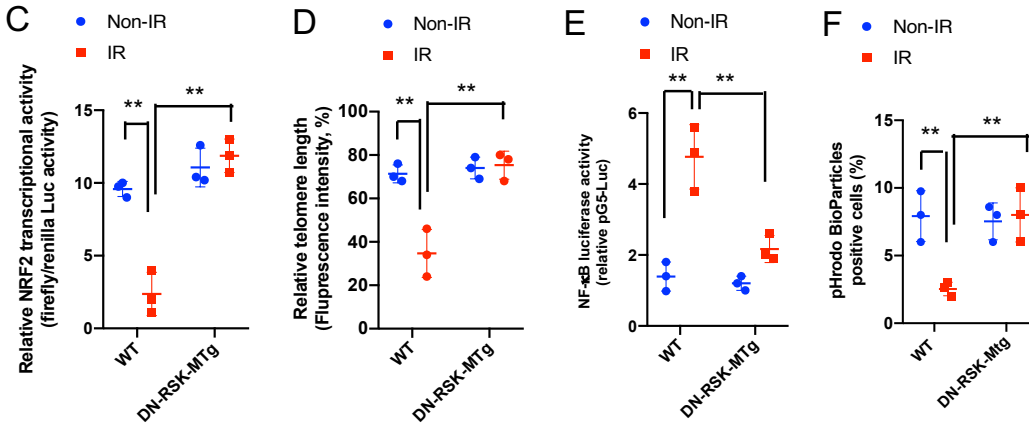 C
Non-IR
IR
Relative NRF2 transcriptional activity
(firefly/renilla Luc activity)
15
10
5
0
**
**
WT
DN-RSK-MTg
D
Non-IR
IR
Relative telomere length
(Fluprescence intensity, %)
100
80
60
40
20
0
**
**
WT
DN-RSK-MTg
E
Non-IR
IR
NF-κB luciferase activity
(relative pG5-Luc)
6
4
2
0
**
**
WT
DN-RSK-MTg
F
Non-IR
IR
pHrodo BioParticles
positive cells (%)
15
10
5
0
**
**
WT
DN-RSK-Mtg